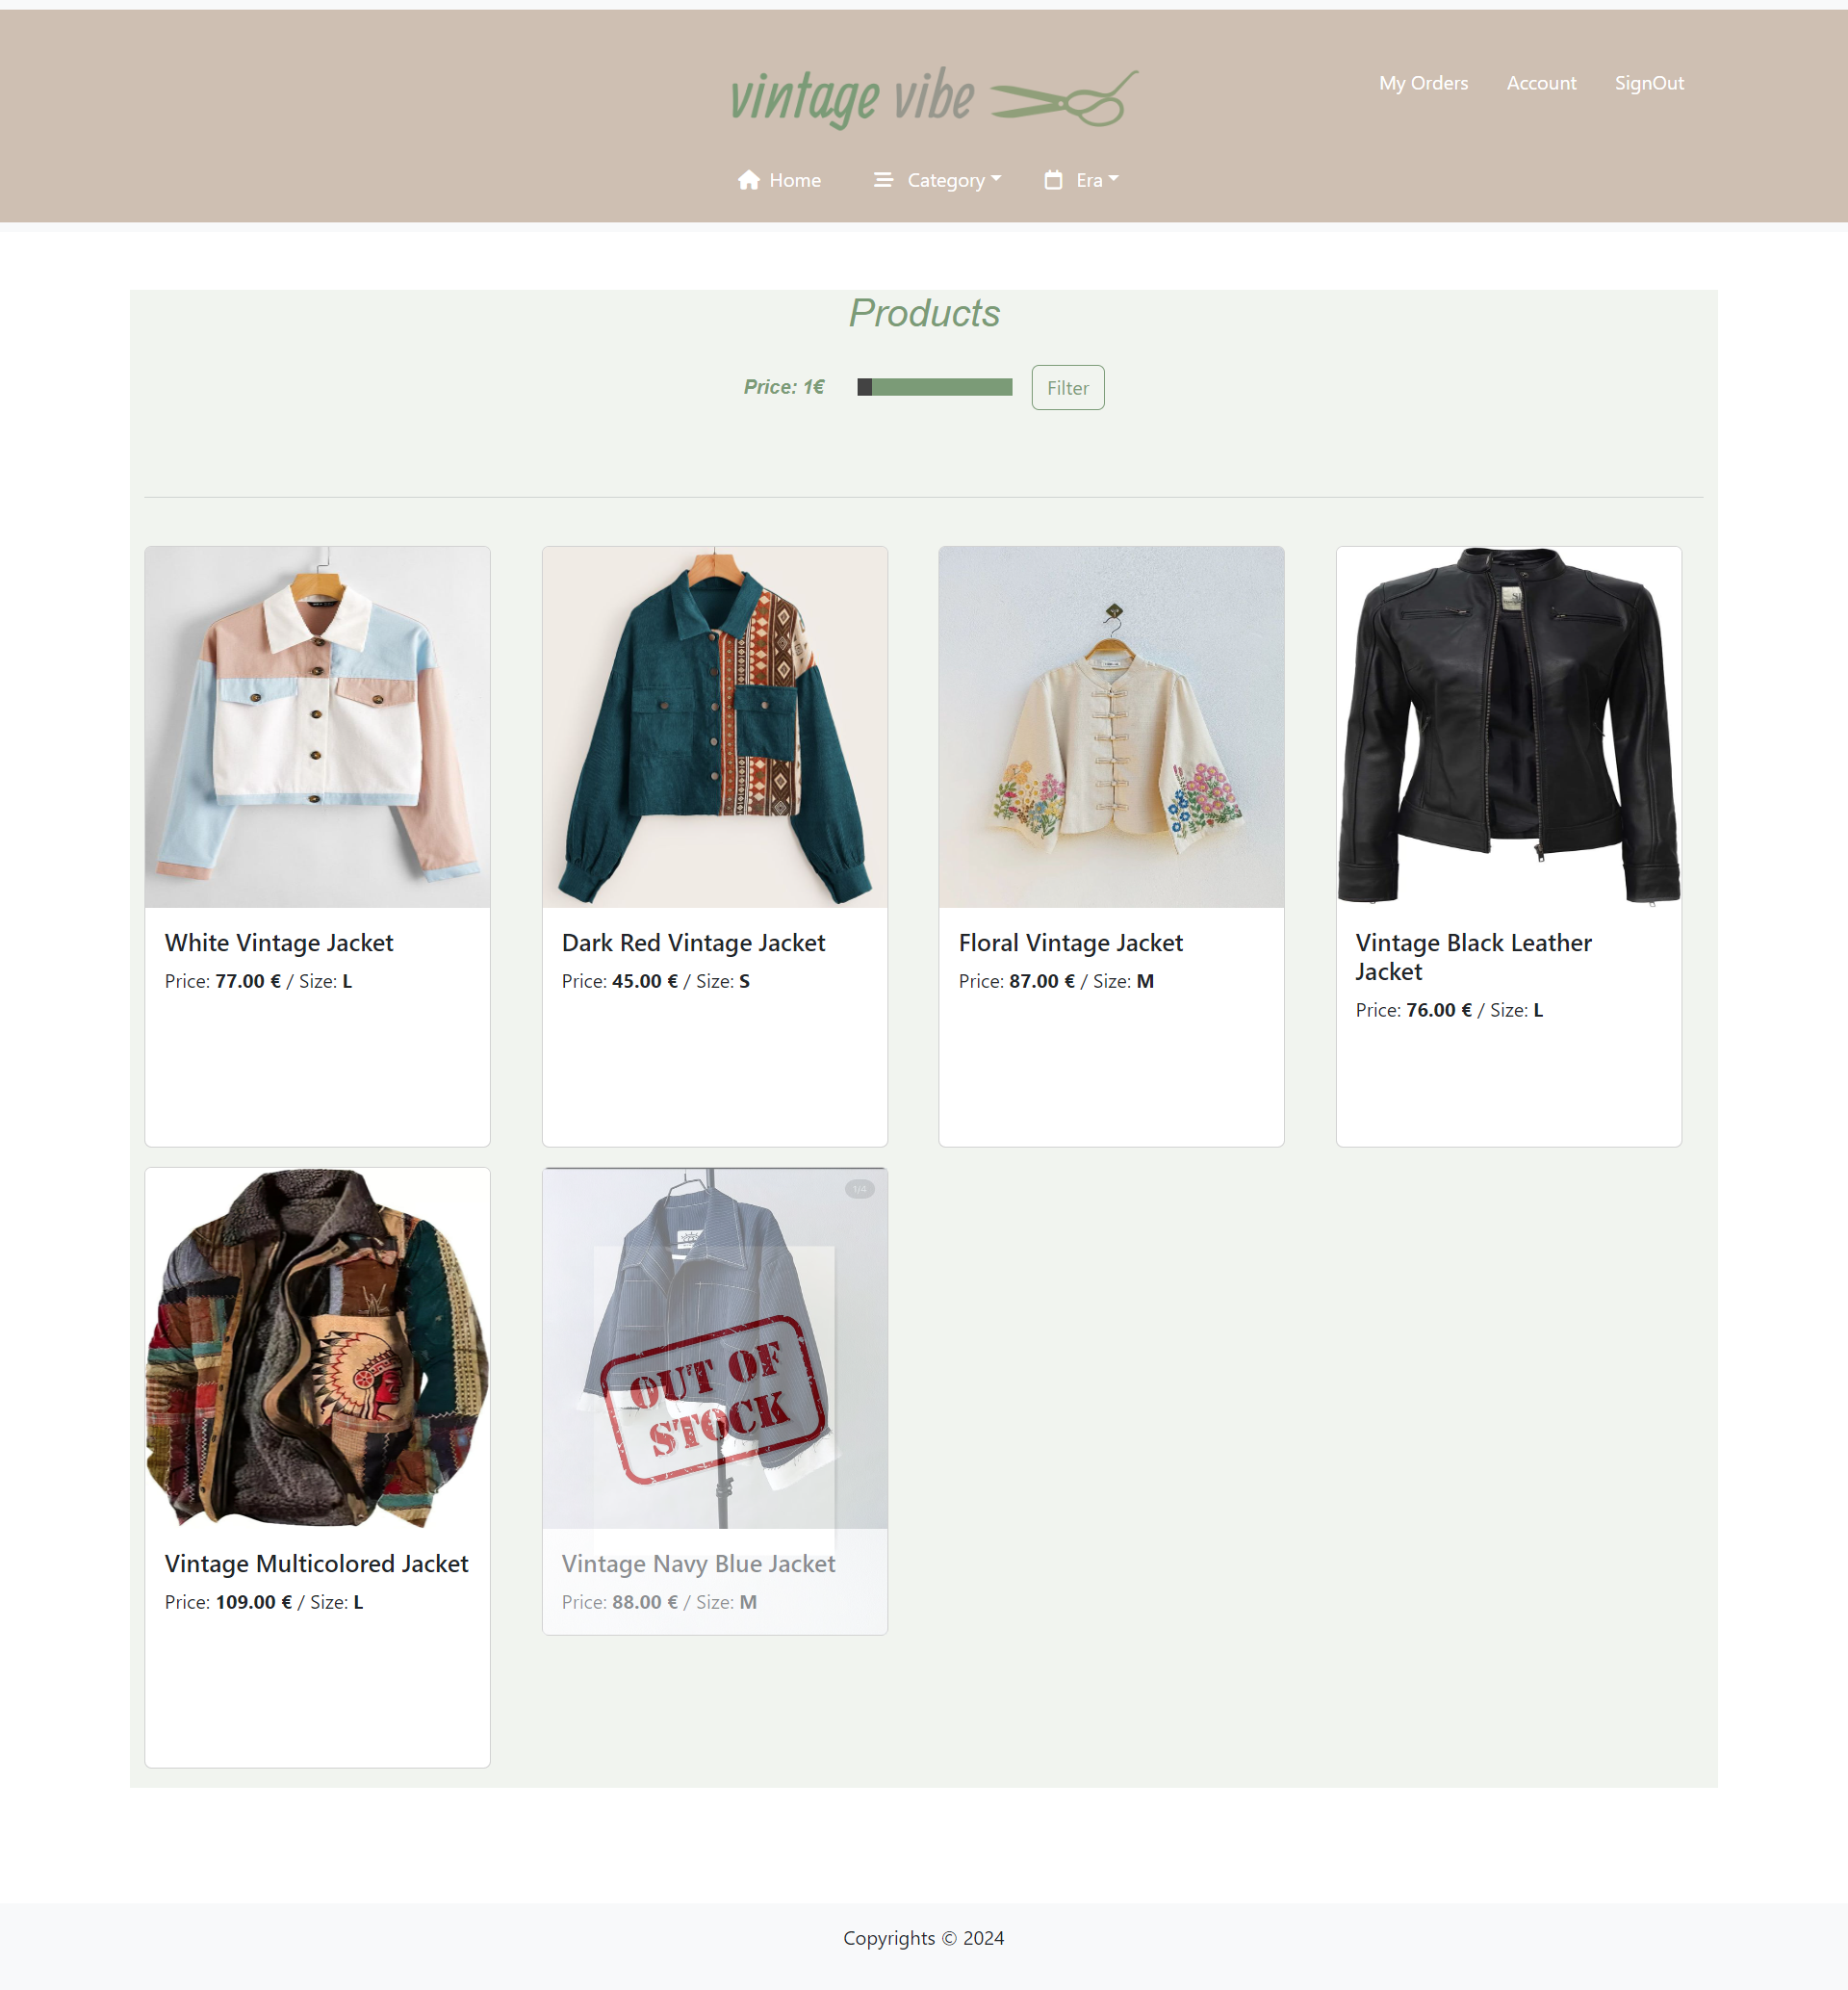 vintage vibe
My Orders Account SignOut
Home Category Era
Products
Price: 1€ Filter
White Vintage Jacket
Price: 77.00 € / Size: L
Dark Red Vintage Jacket
Price: 45.00 € / Size: S
Floral Vintage Jacket
Price: 87.00 € / Size: M
Vintage Black Leather
Jacket
Price: 76.00 € / Size: L
Vintage Multicolored Jacket
Price: 109.00 € / Size: L
1/4
OUT OF
STOCK
Vintage Navy Blue Jacket
Price: 88.00 € / Size: M
Copyrights © 2024